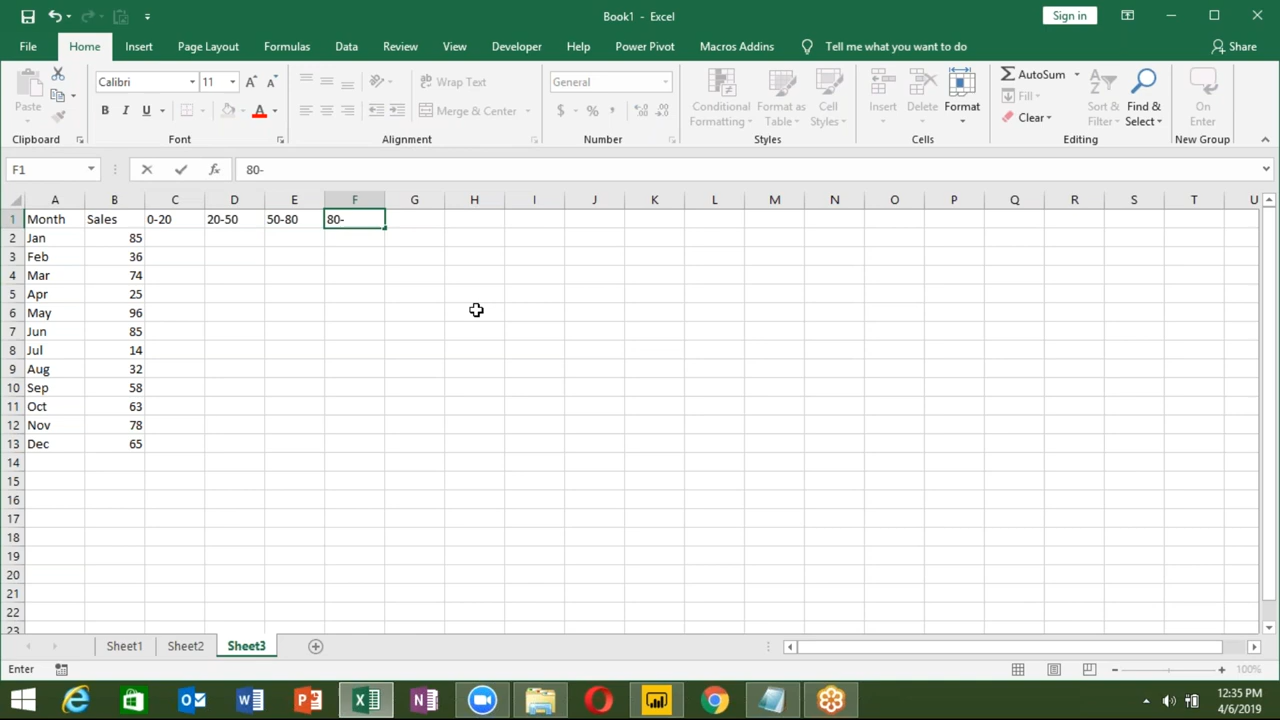 Book1 - Excel
Sign in
File Home Insert Page Layout Formulas Data Review View Developer Help Power Pivot Macros Addins Tell me what you want to do Share
Paste
Calibri 11
B I U A
Wrap Text
Merge & Center
General
$ % ,
Conditional Formatting
Format as Table
Cell Styles
Insert
Delete
Format
AutoSum
Fill
Clear
Sort & Filter
Find & Select
On Enter
Clipboard Font Alignment Number Styles Cells Editing New Group
F1 fx 80-
A B C D E F G H I J K L M N O P Q R S T U
1 Month Sales 0-20 20-50 50-80 80-
2 Jan 85
3 Feb 36
4 Mar 74
5 Apr 25
6 May 96
7 Jun 85
8 Jul 14
9 Aug 32
10 Sep 58
11 Oct 63
12 Nov 78
13 Dec 65
14
15
16
17
18
19
20
21
22
23
Sheet1 Sheet2 Sheet3
Enter 100%
12:35 PM
4/6/2019